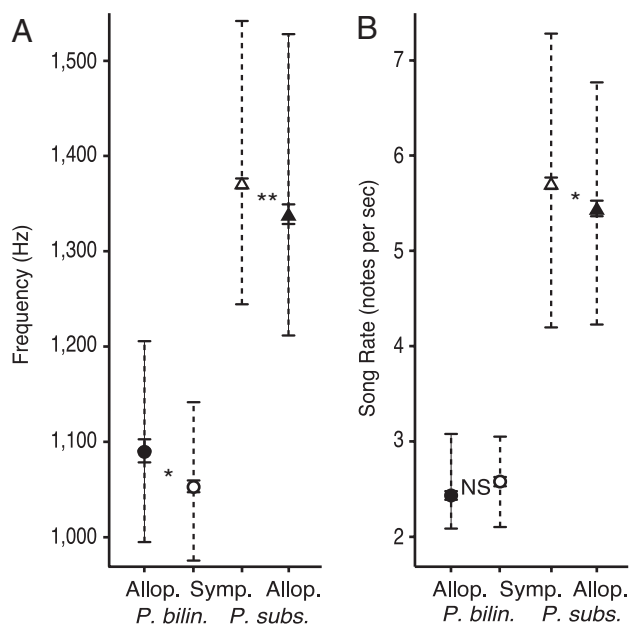 A
Frequency (Hz)
1,500
1,400
1,300
1,200
1,100
1,000
**
*
Allop. Symp. Allop.
P. bilin. P. subs.
B
Song Rate (notes per sec)
7
6
5
4
3
2
*
NS
Allop. Symp. Allop.
P. bilin. P. subs.